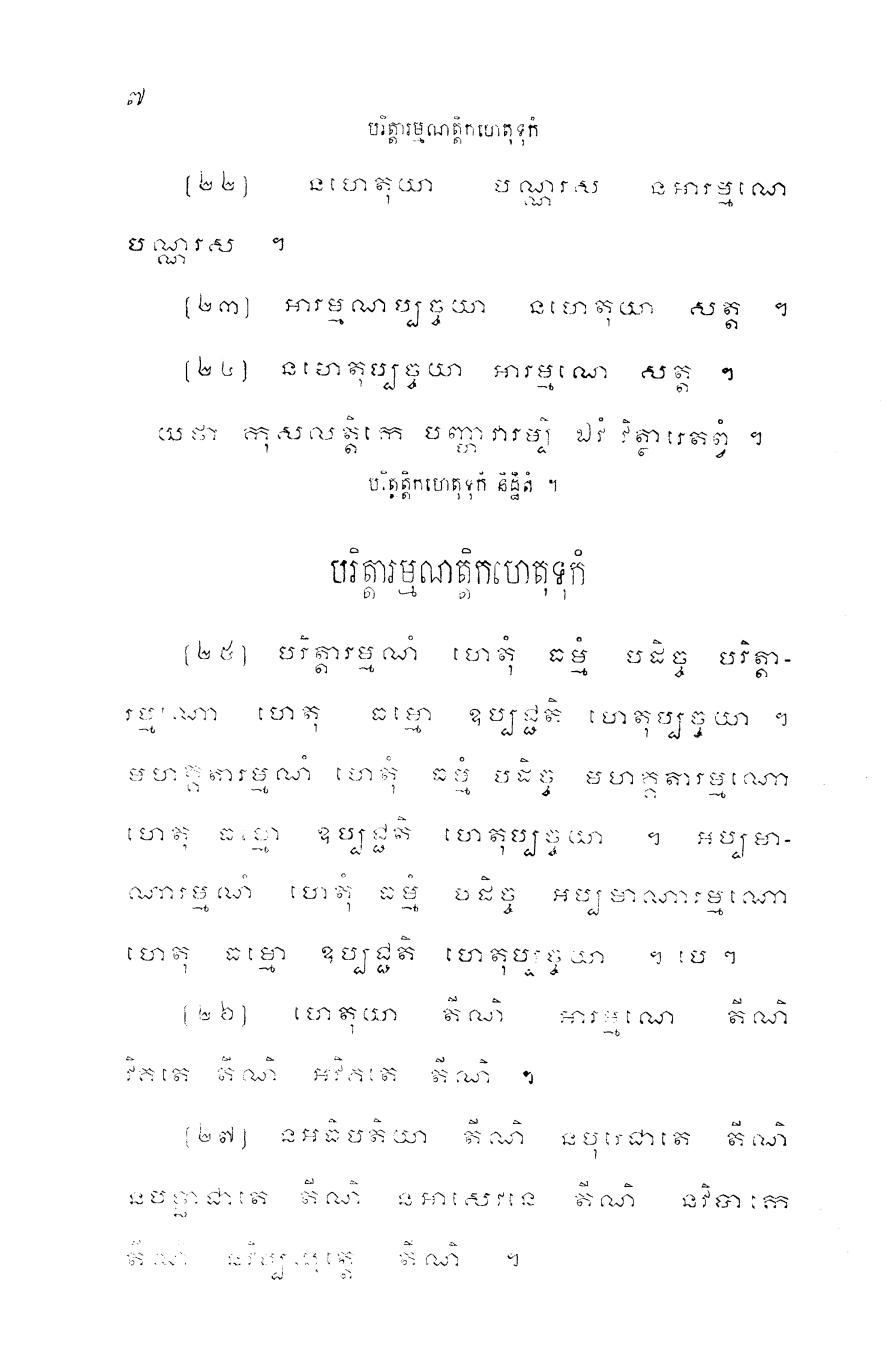 ៧
បរិត្តារម្មណត្តិកហេតុទុកំ
[២២] នហេតុយា បណ្ណរស នអារម្មណេ
បណ្ណរស ។
[២៣] អារម្មណប្បច្ចយា នហេតុយា សត្ត ។
[២៤] នហេតុប្បច្ចយា អារម្មណេ សត្ត ។
យថា កុសលត្តិកេ បញ្ហាវារម្បិ ឯវំ វិត្ថារេតព្វំ ។
បរិត្តត្តិកហេតុទុកំ និដ្ឋិតំ ។
បរិត្តារម្មណត្តិកហេតុទុកំ
[២៥] បរិត្តារម្មណំ ហេតុំ ធម្មំ បដិច្ច បរិត្តា-
រម្មណោ ហេតុ ធម្មោ ឧប្បជ្ជតិ ហេតុប្បច្ចយា ។
មហគ្គតារម្មណំ ហេតុំ ធម្មំ បដិច្ច មហគ្គតារម្មណោ
ហេតុ ធម្មោ ឧប្បជ្ជតិ ហេតុប្បច្ចយា ។ អប្បមា-
ណារម្មណំ ហេតុំ ធម្មំ បដិច្ច អប្បមាណារម្មណោ
ហេតុ ធម្មោ ឧប្បជ្ជតិ ហេតុប្បច្ចយា ។ បេ ។
[២៦] ហេតុយា តីណិ អារម្មណេ តីណិ
វិគតេ តីណិ អវិគតេ តីណិ ។
[២៧] នអធិបតិយា តីណិ នបុរេជាតេ តីណិ
នបច្ឆាជាតេ តីណិ នអាសេវនេ តីណិ នវិបាកេ
តីណិ នវិប្បយុត្តេ តីណិ ។